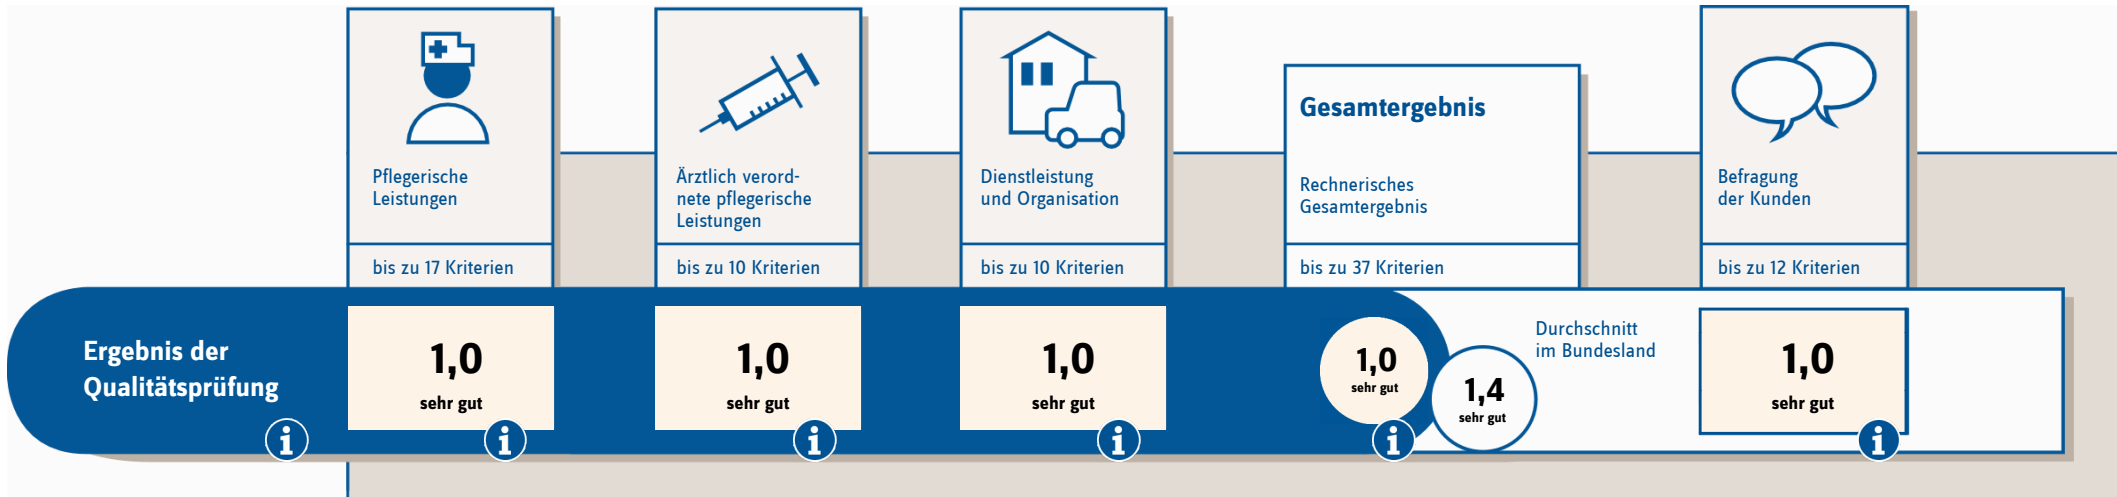 Pflegerische
Leistungen
bis zu 17 Kriterien
Ärztlich verord-
nete pflegerische
Leistungen
bis zu 10 Kriterien
Dienstleistung
und Organisation
bis zu 10 Kriterien
Gesamtergebnis
Rechnerisches
Gesamtergebnis
bis zu 37 Kriterien
Befragung
der Kunden
bis zu 12 Kriterien
Ergebnis der
Qualitätsprüfung
i
1,0
sehr gut
i
1,0
sehr gut
i
1,0
sehr gut
i
1,0
sehr gut
i
1,4
sehr gut
Durchschnitt
im Bundesland
1,0
sehr gut
i